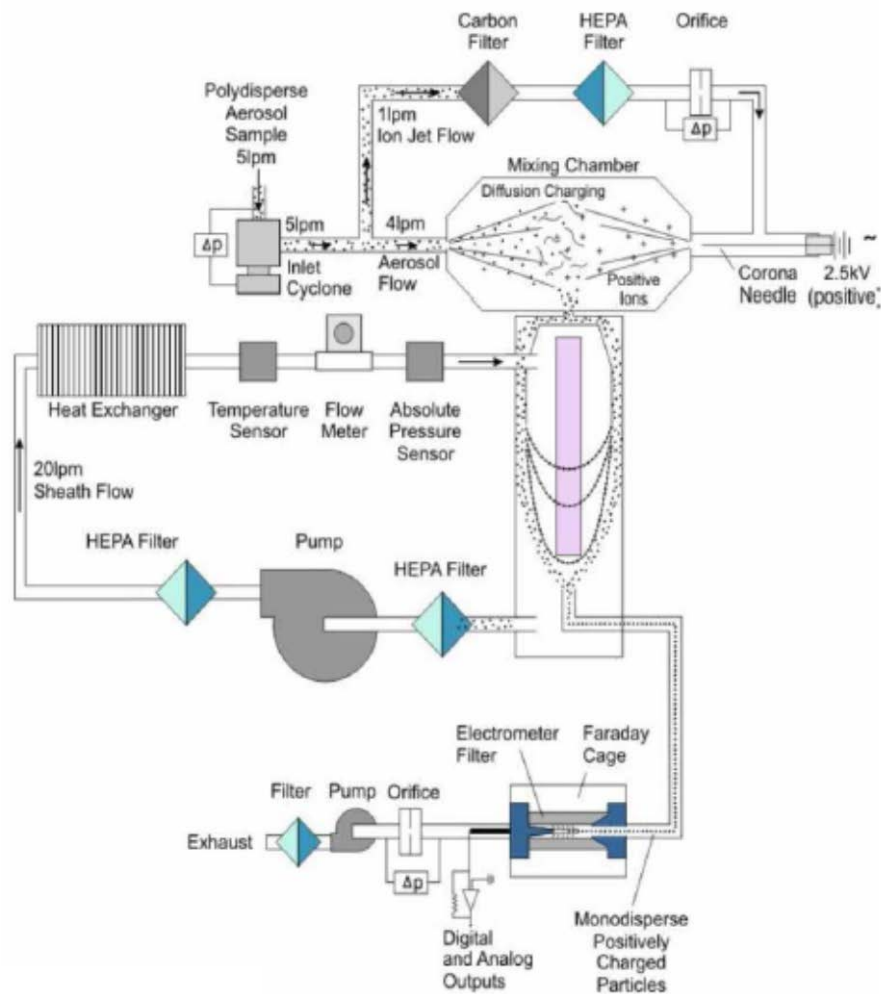 Carbon
Filter
HEPA
Filter
Orifice
Polydisperse
Aerosol
Sample
5lpm
1lpm
Ion Jet Flow
Δp
Mixing Chamber
Diffusion Charging
Δp
5lpm
4lpm
Inlet
Cyclone
Aerosol
Flow
Positive
Ions
Corona
Needle
~
2.5kV
(positive)
Heat Exchanger
Temperature
Sensor
Flow
Meter
Absolute
Pressure
Sensor
20lpm
Sheath Flow
HEPA Filter
Pump
HEPA Filter
Electrometer
Filter
Faraday
Cage
Filter
Pump
Orifice
Exhaust
Δp
Digital
and Analog
Outputs
Monodisperse
Positively
Charged
Particles